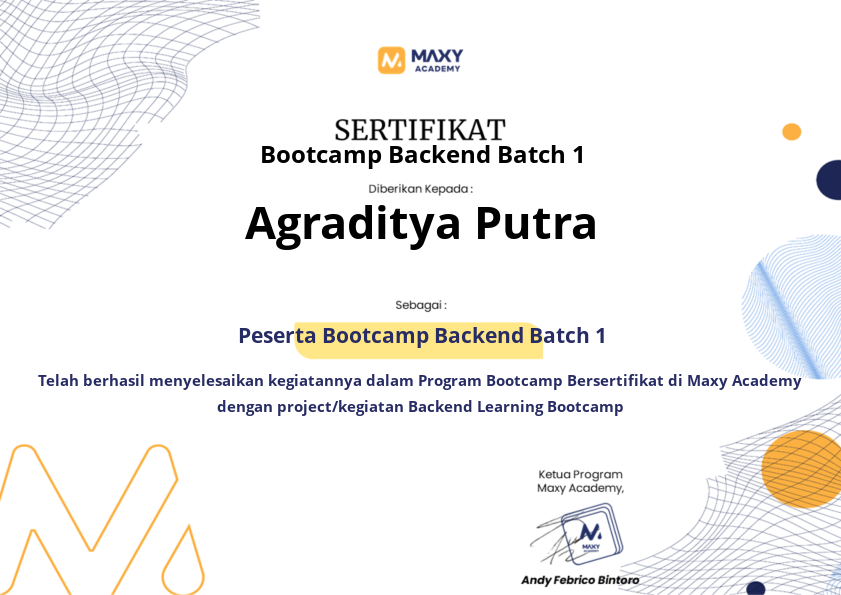 MAXY
ACADEMY
SERTIFIKAT
Bootcamp Backend Batch 1
Diberikan Kepada :
Agraditya Putra
Sebagai :
Peserta Bootcamp Backend Batch 1
Telah berhasil menyelesaikan kegiatannya dalam Program Bootcamp Bersertifikat di Maxy Academy
dengan project/kegiatan Backend Learning Bootcamp
Ketua Program
Maxy Academy,
MAXY
ACADEMY
Andy Febrico Bintoro